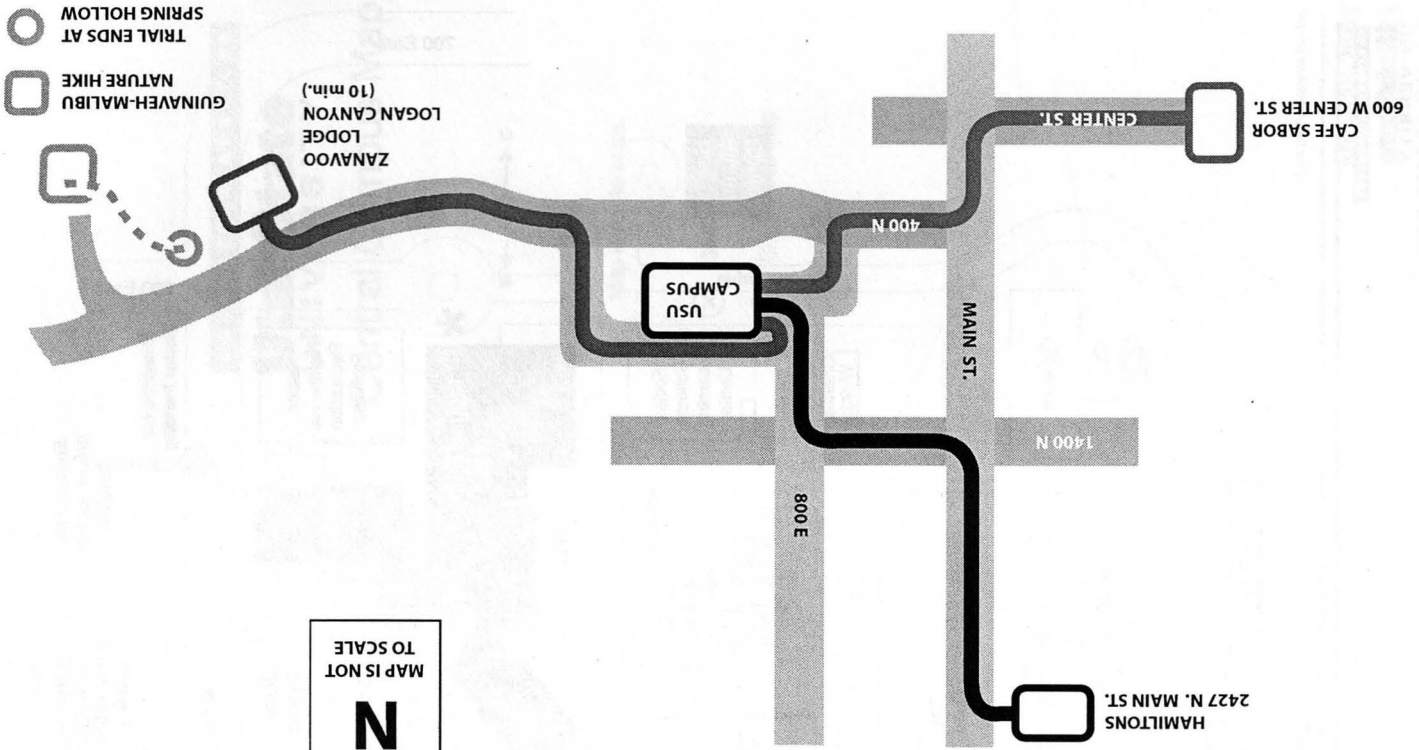 HAMILTONS
2427 N. MAIN ST.
N
MAP IS NOT
TO SCALE
800 E
1400 N
MAIN ST.
USU
CAMPUS
400 N
CENTER ST.
CAFE SABOR
600 W CENTER ST.
ZANAVOO
LODGE
LOGAN CANYON
(10 min.)
GUINAVEH-MALIBU
NATURE HIKE
TRIAL ENDS AT
SPRING HOLLOW